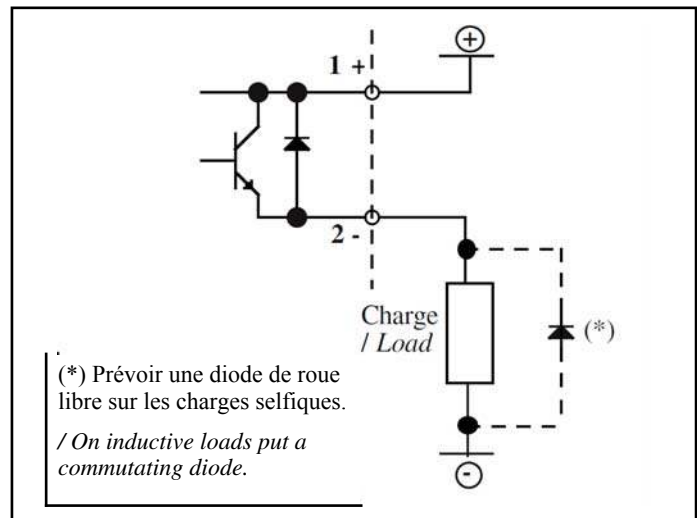 +
1 +
2 -
Charge
/ Load
(*)
(*) Prévoir une diode de roue
libre sur les charges selfiques.
/ On inductive loads put a
commutating diode.
-